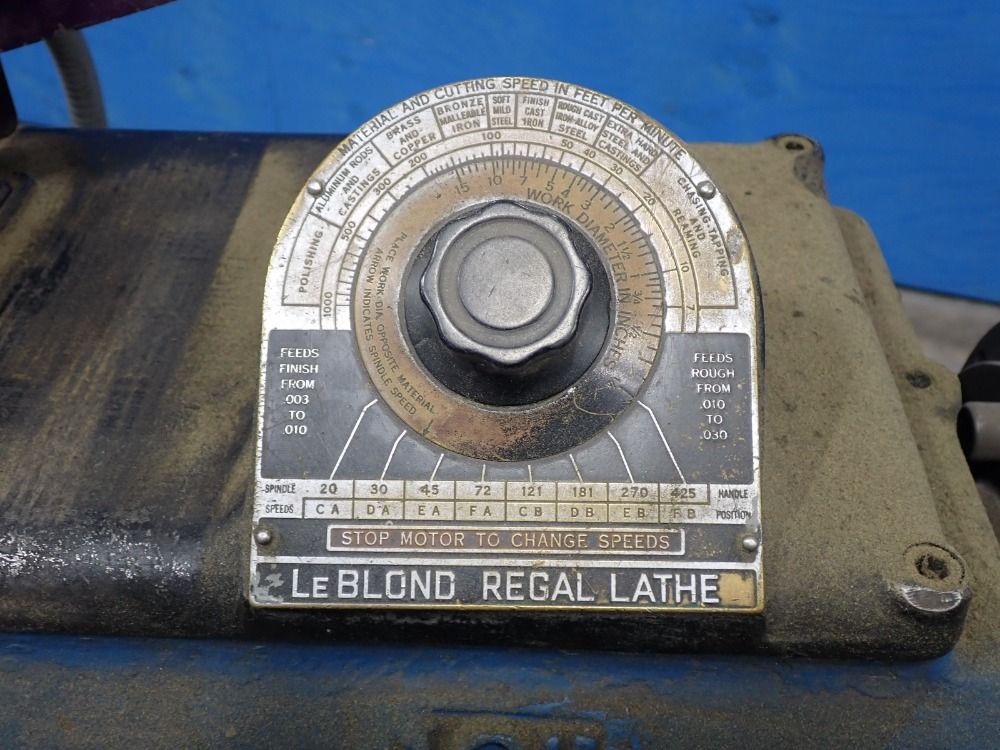 MATERIAL AND CUTTING SPEED IN FEET PER MINUTE
POLISHING
ALUMINUM RODS
AND
CASTINGS
BRASS
AND
COPPER
BRONZE
MALLEABLE
IRON
SOFT
MILD
STEEL
FINISH
CAST
IRON
ROUGH CAST
IRON-ALLOY
STEEL
EXTRA HARD
STEEL AND
CASTINGS
CHASING-TAPPING
AND
REAMING
1000 500 300 200 100 50 40 30 20 10 7
15 10 7 5 4 3 2 1½ 1 ¾ ½
WORK DIAMETER IN INCHES
PLACE WORK DIA. OPPOSITE MATERIAL
ARROW INDICATES SPINDLE SPEED
FEEDS
FINISH
FROM
.003
TO
.010
FEEDS
ROUGH
FROM
.010
TO
.030
SPINDLE 20 30 45 72 121 181 270 425 HANDLE
SPEEDS CA DA EA FA CB DB EB FB POSITION
STOP MOTOR TO CHANGE SPEEDS
LEBLOND REGAL LATHE